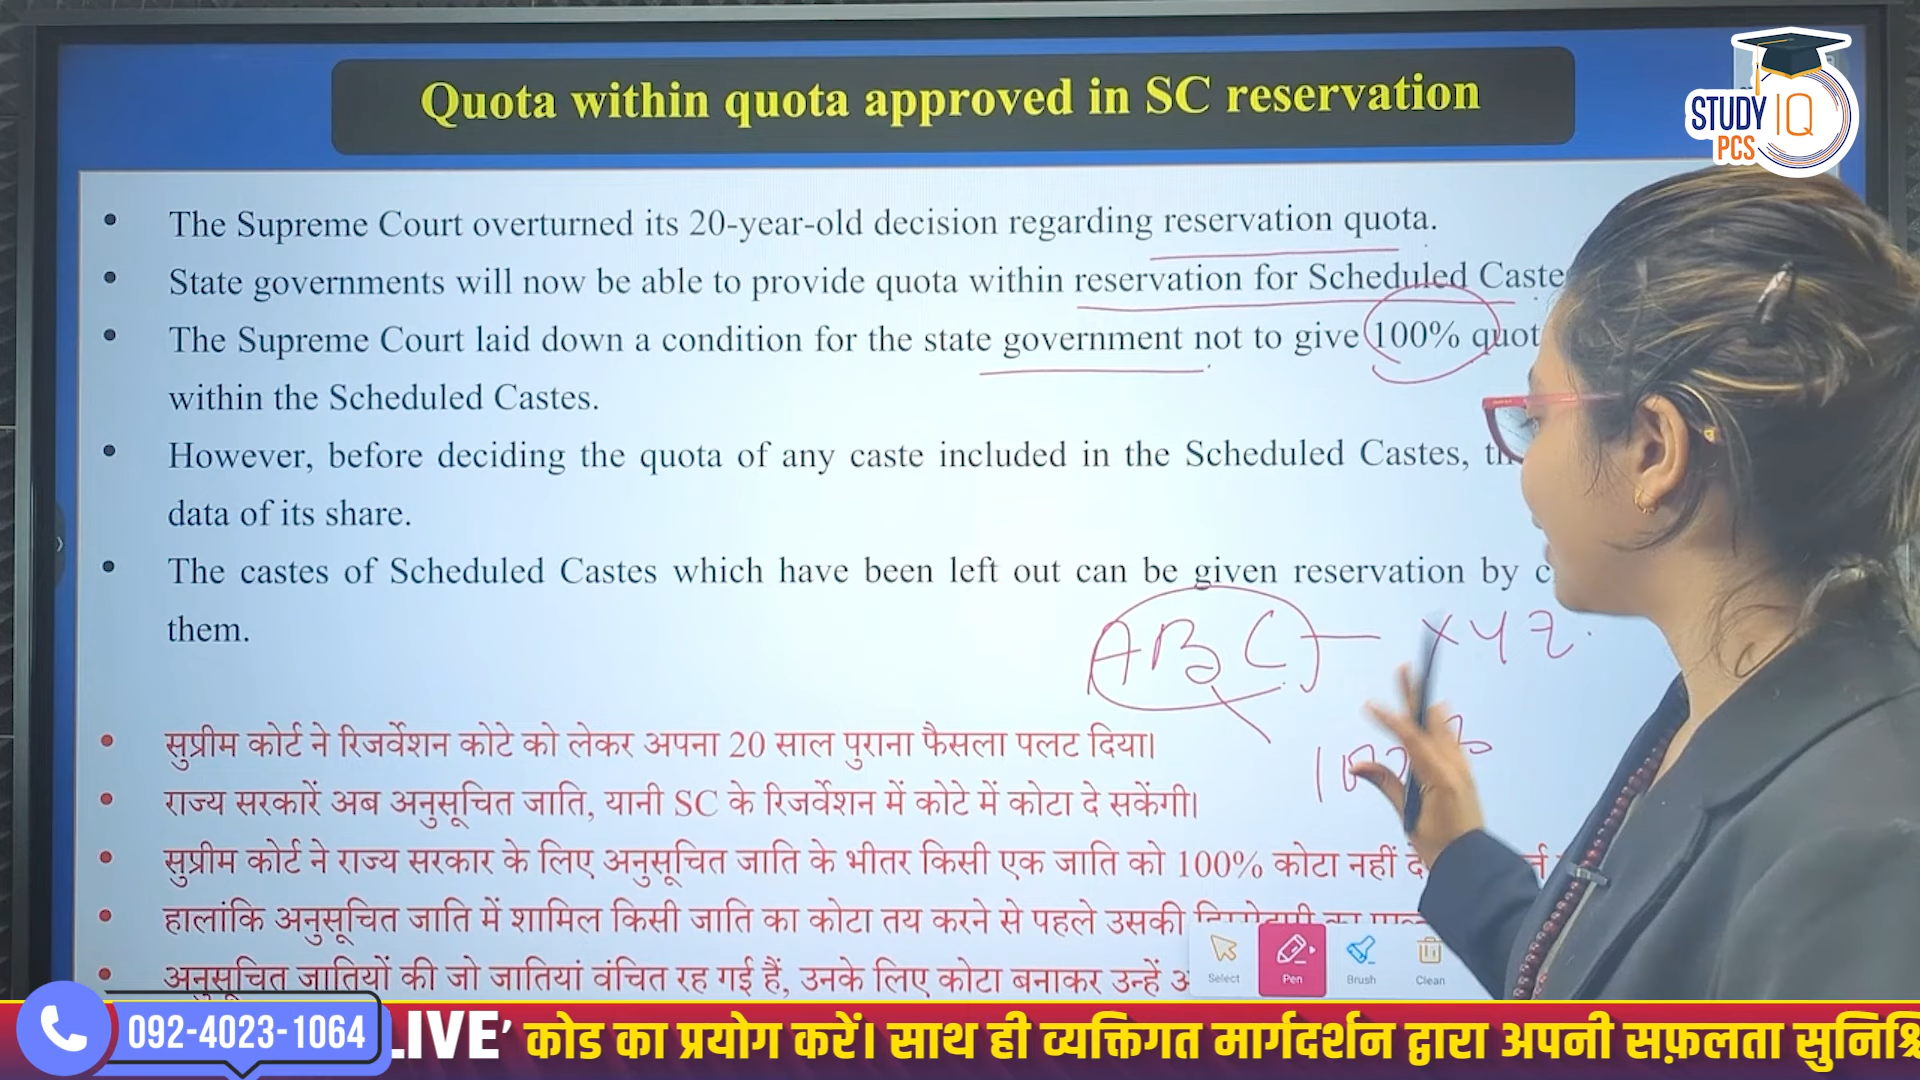 Quota within quota approved in SC reservation
STUDY IQ
PCS
• The Supreme Court overturned its 20-year-old decision regarding reservation quota.
• State governments will now be able to provide quota within reservation for Scheduled Caste
• The Supreme Court laid down a condition for the state government not to give 100% quot
within the Scheduled Castes.
• However, before deciding the quota of any caste included in the Scheduled Castes, th
data of its share.
• The castes of Scheduled Castes which have been left out can be given reservation by c
them.
ABC — XYZ
• सुप्रीम कोर्ट ने रिजर्वेशन कोटे को लेकर अपना 20 साल पुराना फैसला पलट दिया।
• राज्य सरकारें अब अनुसूचित जाति, यानी SC के रिजर्वेशन में कोटे में कोटा दे सकेंगी।
• सुप्रीम कोर्ट ने राज्य सरकार के लिए अनुसूचित जाति के भीतर किसी एक जाति को 100% कोटा नहीं दे
• हालांकि अनुसूचित जाति में शामिल किसी जाति का कोटा तय करने से पहले उसकी
• अनुसूचित जातियों की जो जातियां वंचित रह गई हैं, उनके लिए कोटा बनाकर उन्हें
Select Pen Brush Clean
092-4023-1064 LIVE’ कोड का प्रयोग करें। साथ ही व्यक्तिगत मार्गदर्शन द्वारा अपनी सफ़लता सुनिश्चि